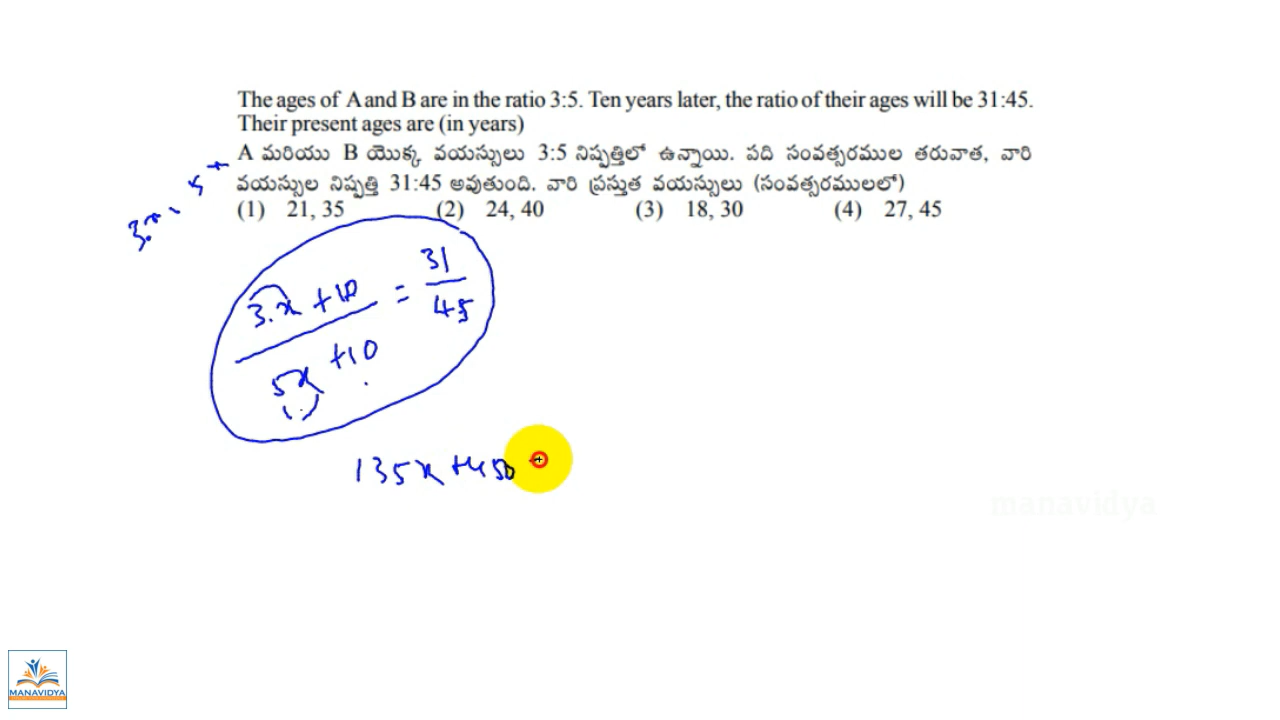 The ages of A and B are in the ratio 3:5. Ten years later, the ratio of their ages will be 31:45.
Their present ages are (in years)
A మరియు B యొక్క వయస్సులు 3:5 నిష్పత్తిలో ఉన్నాయి. పది సంవత్సరముల తరువాత, వారి
వయస్సుల నిష్పత్తి 31:45 అవుతుంది. వారి ప్రస్తుత వయస్సులు (సంవత్సరములలో)
(1) 21, 35 (2) 24, 40 (3) 18, 30 (4) 27, 45
3x, 5x
3.x + 10 = 31
5x + 10 45
135x + 450
manavidya
MANAVIDYA